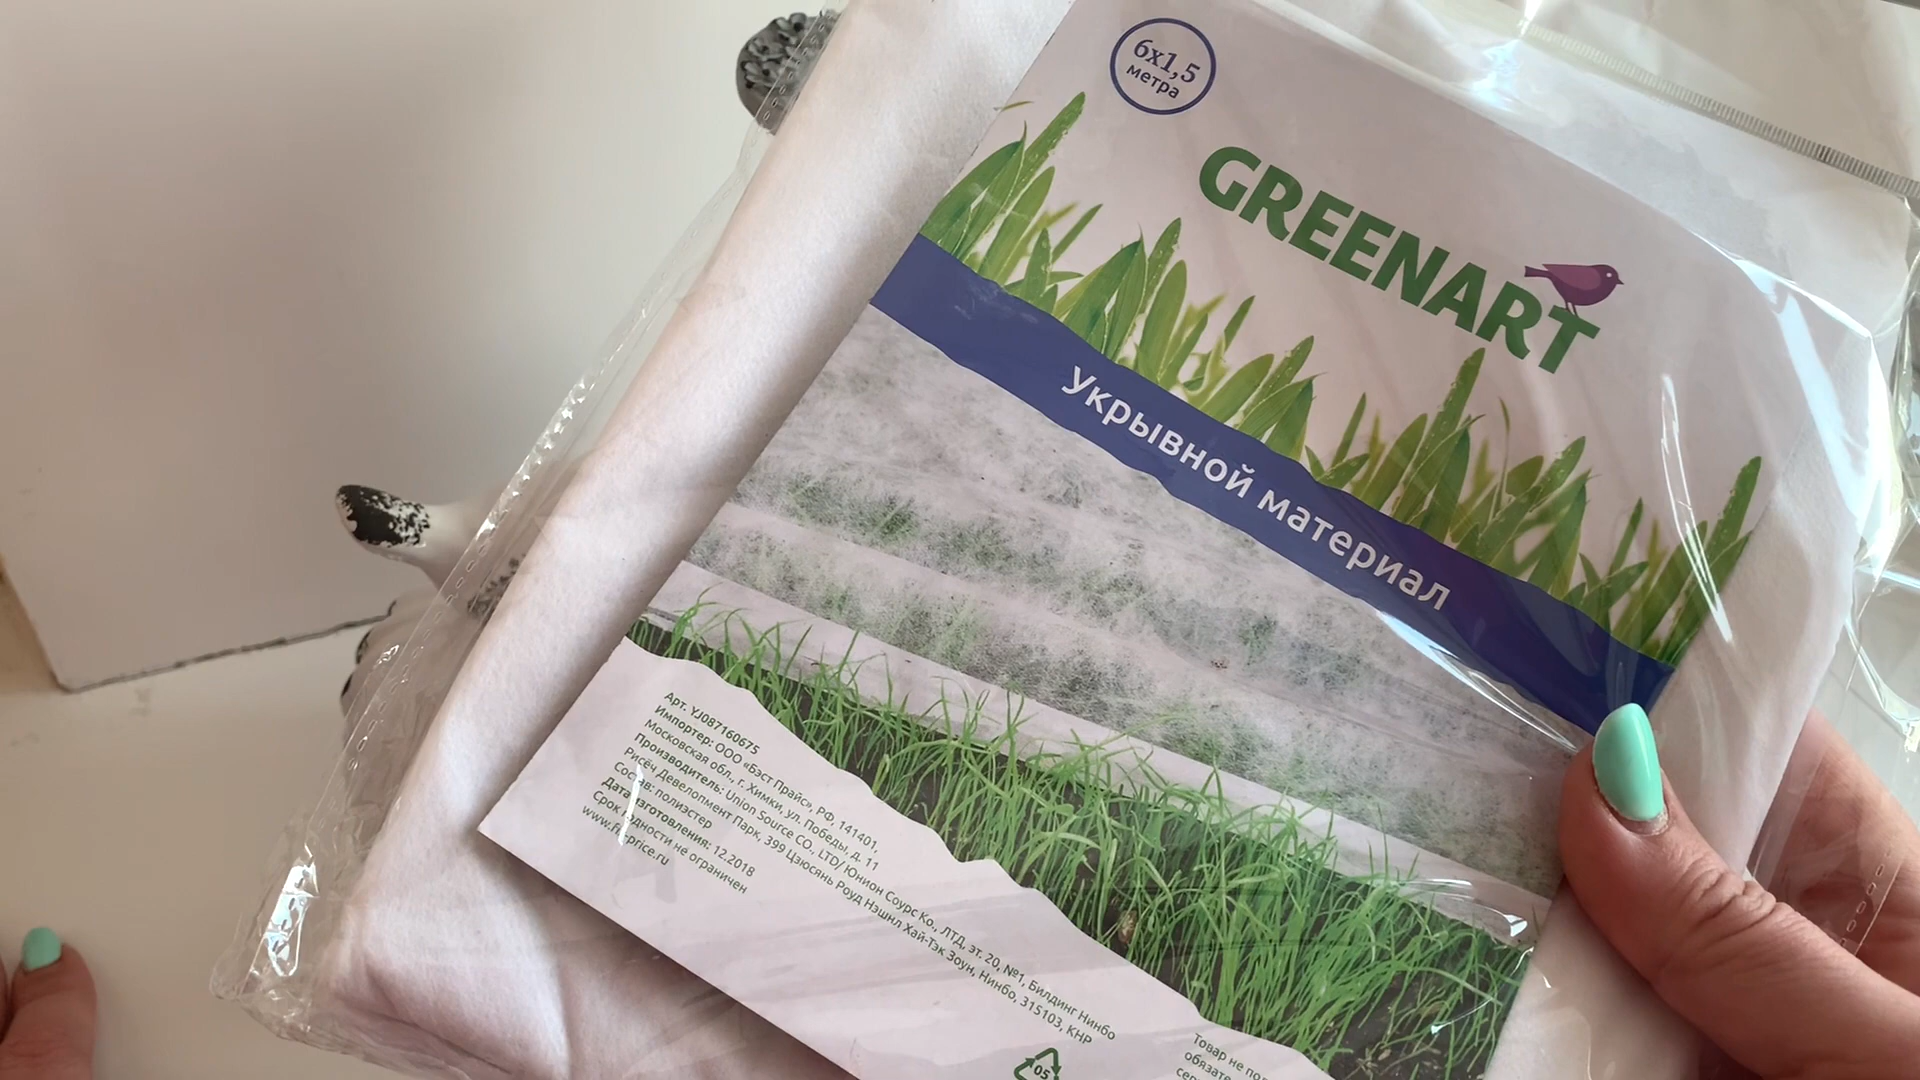 6x1,5
метра
GREENART
Укрывной материал
Арт. YJ087160675
Импортер: ООО «Бэст Прайс», РФ, 141401,
Московская обл., г. Химки, ул. Победы, д. 11
Производитель: Union Source CO., LTD/ Юнион Соурс Ко., ЛТД, эт. 20, №1, Билдинг Нинбо
Рисёч Девелопмент Парк, 399 Цзюсянь Роуд Нэшнл Хай-Тэк Зоун, Нинбо, 315103, КНР
Состав: полиэстер
Дата изготовления: 12.2018
Срок годности не ограничен
www.fix-price.ru
05
Товар не